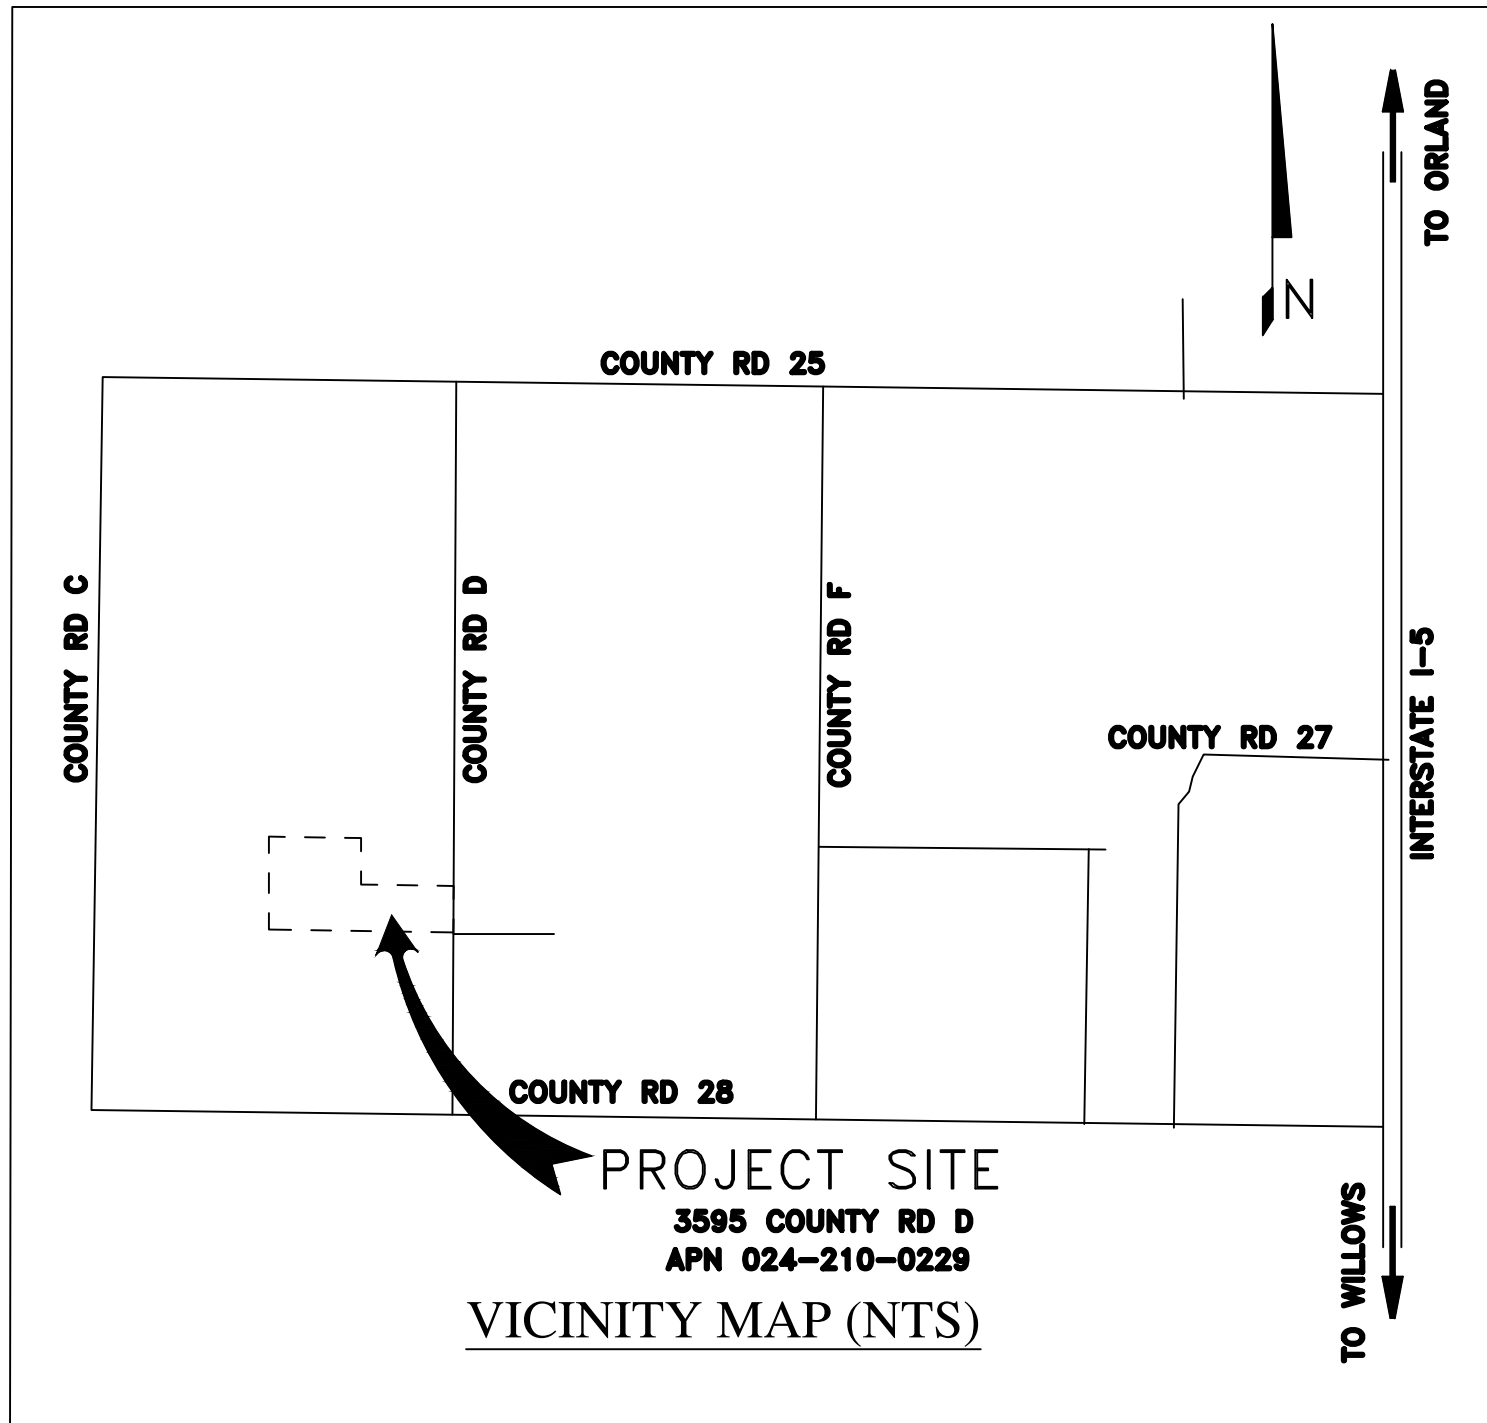 TO ORLAND
N
COUNTY RD 25
COUNTY RD C
COUNTY RD D
COUNTY RD F
INTERSTATE I-5
COUNTY RD 27
COUNTY RD 28
PROJECT SITE
3595 COUNTY RD D
APN 024-210-0229
TO WILLOWS
VICINITY MAP (NTS)